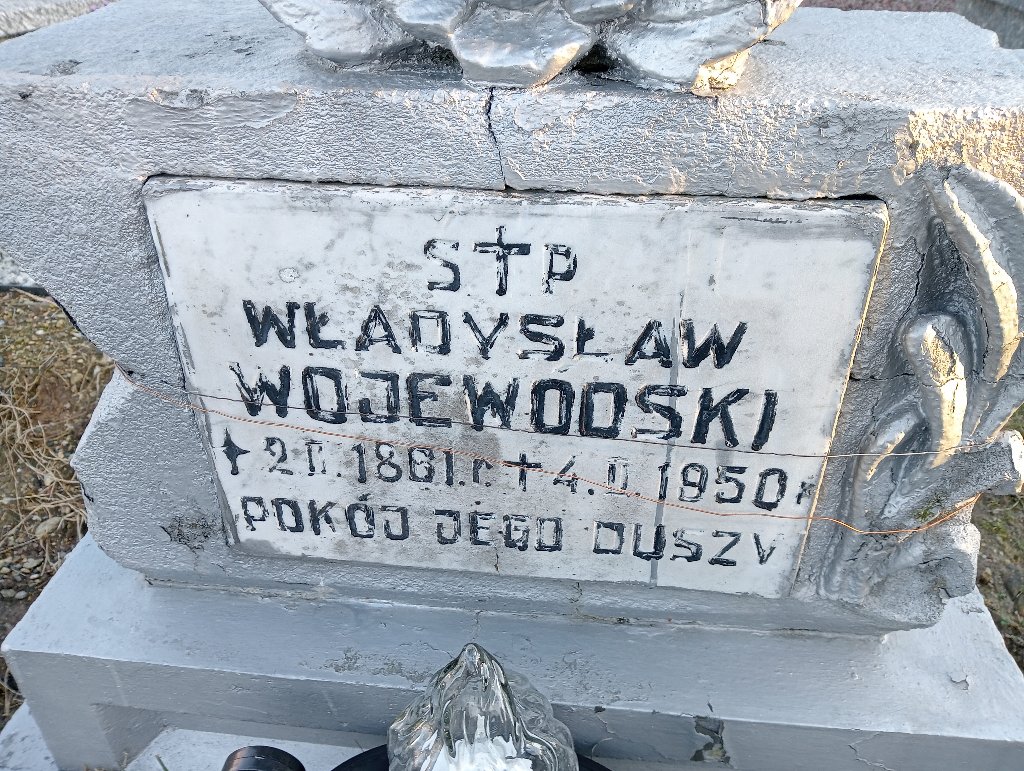 S✝P
WŁADYSŁAW
WOJEWODSKI
✦ 2.II.1861.r. ✝ 4.II.1950 r
POKÓJ JEGO DUSZY